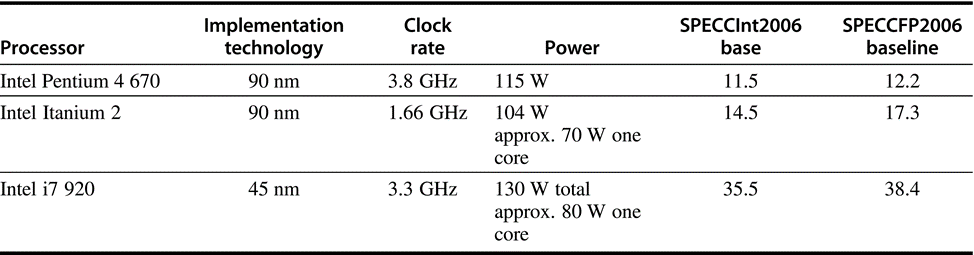 Processor Implementation technology Clock rate Power SPECCInt2006 base SPECCFP2006 baseline
Intel Pentium 4 670 90 nm 3.8 GHz 115 W 11.5 12.2
Intel Itanium 2 90 nm 1.66 GHz 104 W 14.5 17.3
approx. 70 W one
core
Intel i7 920 45 nm 3.3 GHz 130 W total 35.5 38.4
approx. 80 W one
core